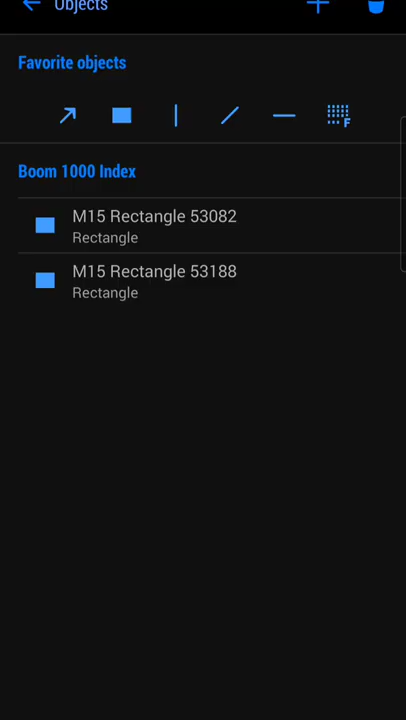 Objects
Favorite objects
F
Boom 1000 Index
M15 Rectangle 53082
Rectangle
M15 Rectangle 53188
Rectangle